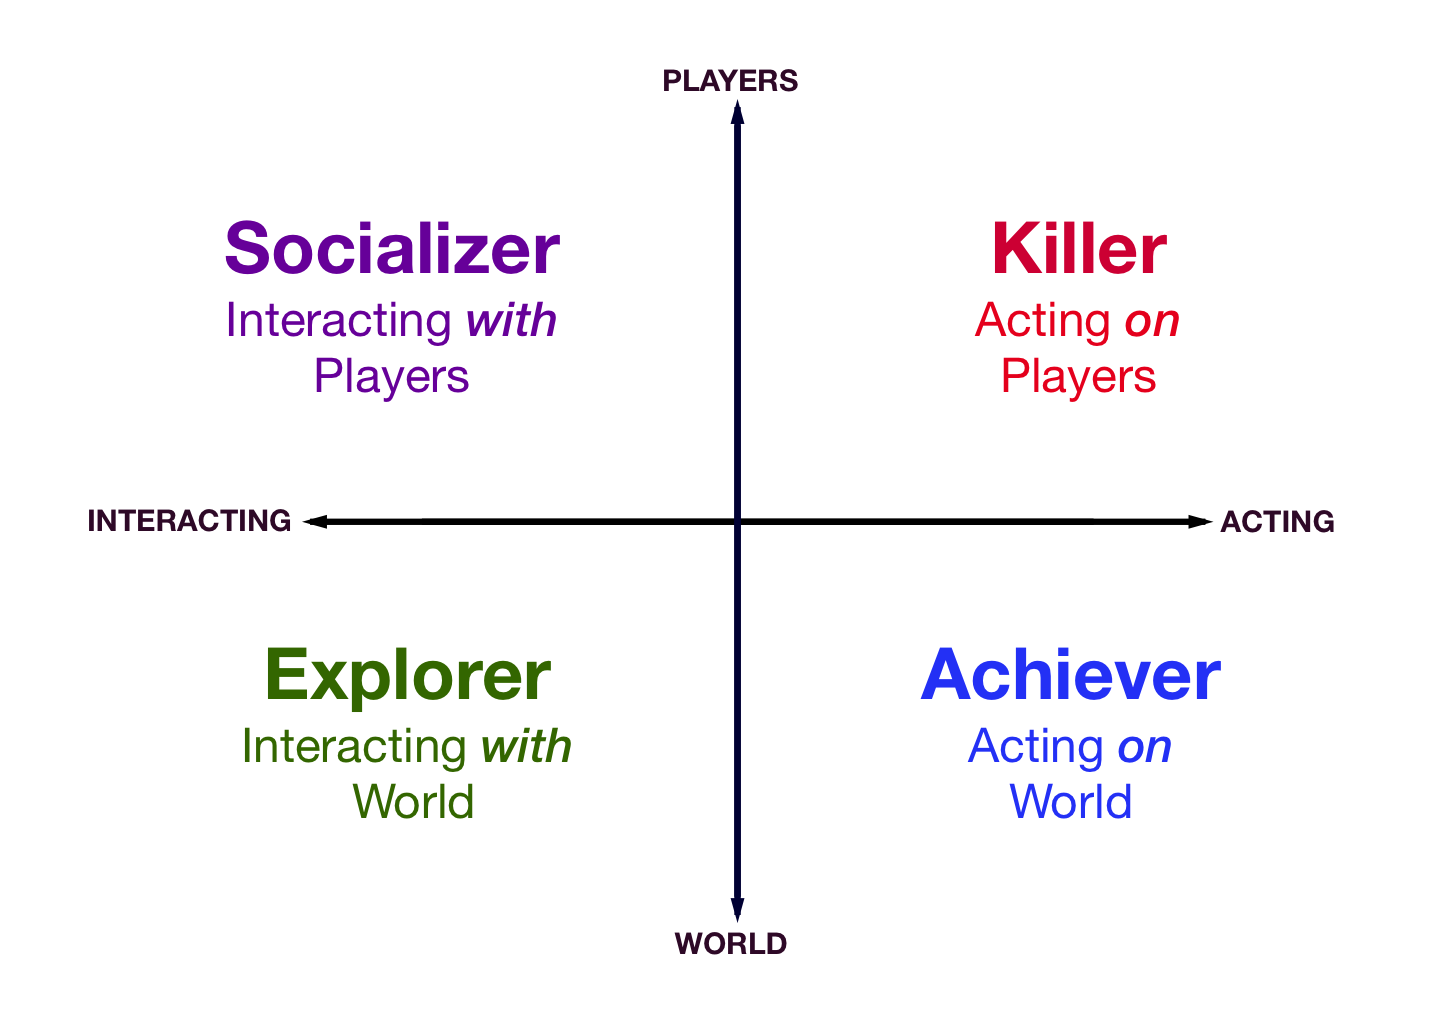 PLAYERS
Socializer
Interacting with
Players
Killer
Acting on
Players
INTERACTING
ACTING
Explorer
Interacting with
World
Achiever
Acting on
World
WORLD